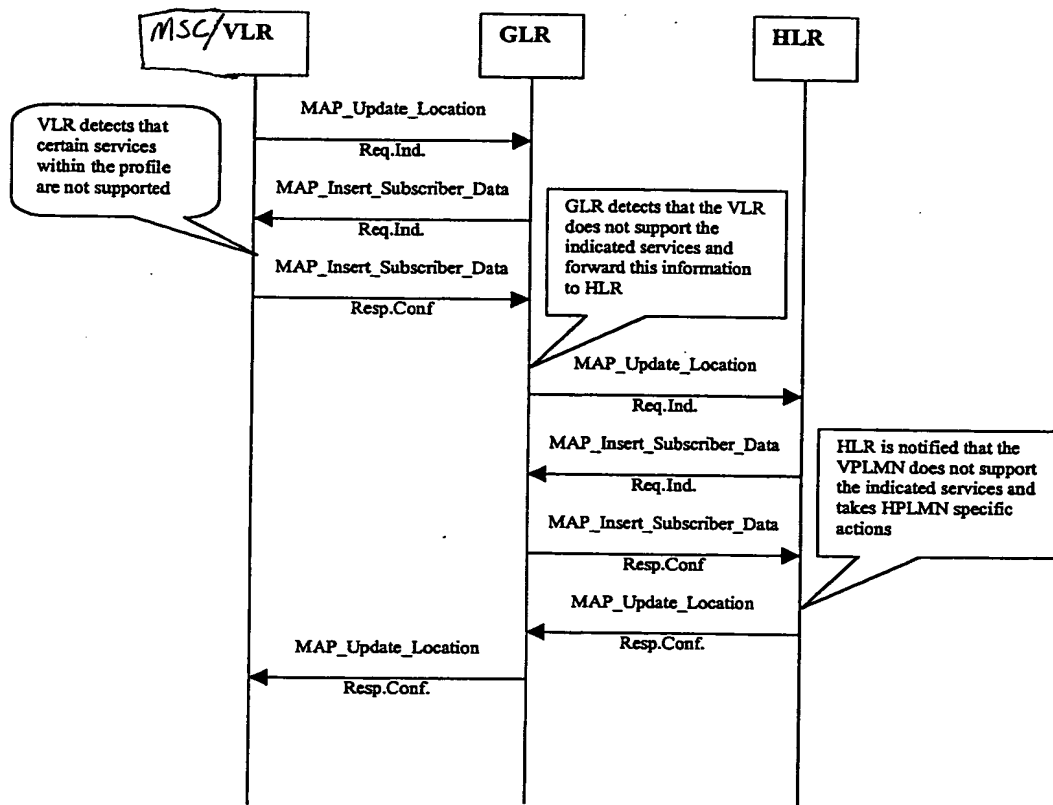 MSC/VLR
GLR
HLR
MAP_Update_Location
Req.Ind.
VLR detects that
certain services
within the profile
are not supported
MAP_Insert_Subscriber_Data
Req.Ind.
GLR detects that the VLR
does not support the
indicated services and
forward this information
to HLR
MAP_Insert_Subscriber_Data
Resp.Conf
MAP_Update_Location
Req.Ind.
MAP_Insert_Subscriber_Data
Req.Ind.
HLR is notified that the
VPLMN does not support
the indicated services and
takes HPLMN specific
actions
MAP_Insert_Subscriber_Data
Resp.Conf
MAP_Update_Location
Resp.Conf.
MAP_Update_Location
Resp.Conf.